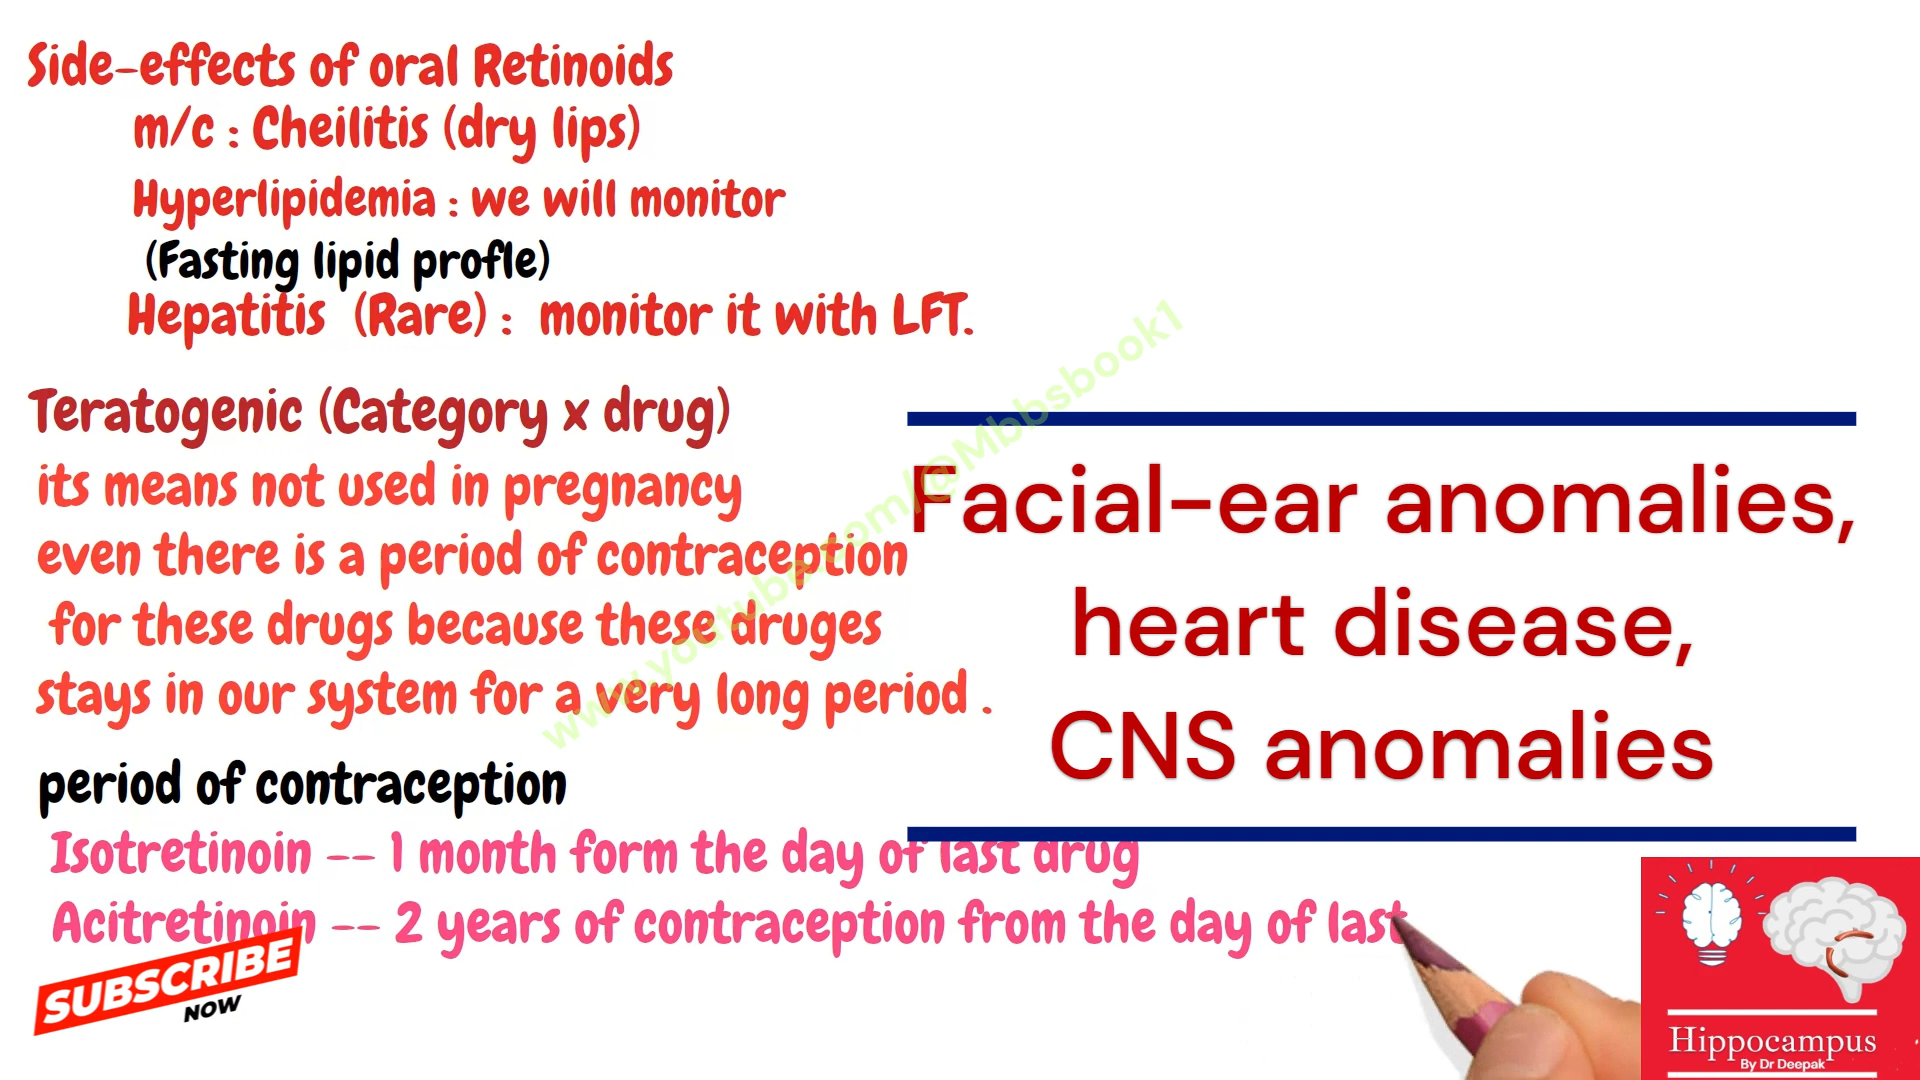 Side-effects of oral Retinoids
m/c : Cheilitis (dry lips)
Hyperlipidemia : we will monitor
(Fasting lipid profle)
Hepatitis (Rare) : monitor it with LFT.
Teratogenic (Category x drug)
its means not used in pregnancy
even there is a period of contraception
for these drugs because these druges
stays in our system for a very long period .
period of contraception
Isotretinoin -- 1 month form the day of last drug
Acitretinoin -- 2 years of contraception from the day of last
Facial-ear anomalies,
heart disease,
CNS anomalies
www.youtube.com/@Mbbsbook1
SUBSCRIBE
NOW
Hippocampus
By Dr Deepak